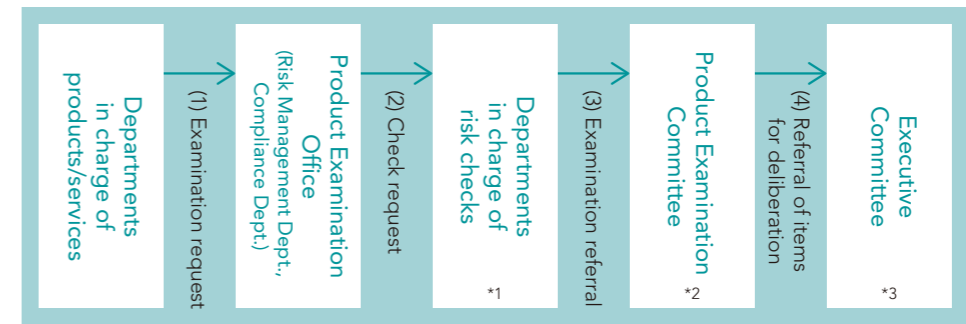 Departments
in charge of
products/services
(1) Examination request
Product Examination
Office
(Risk Management Dept.,
Compliance Dept.)
(2) Check request
Departments
in charge of
risk checks
*1
(3) Examination referral
Product Examination
Committee
*2
(4) Referral of items
for deliberation
Executive
Committee
*3